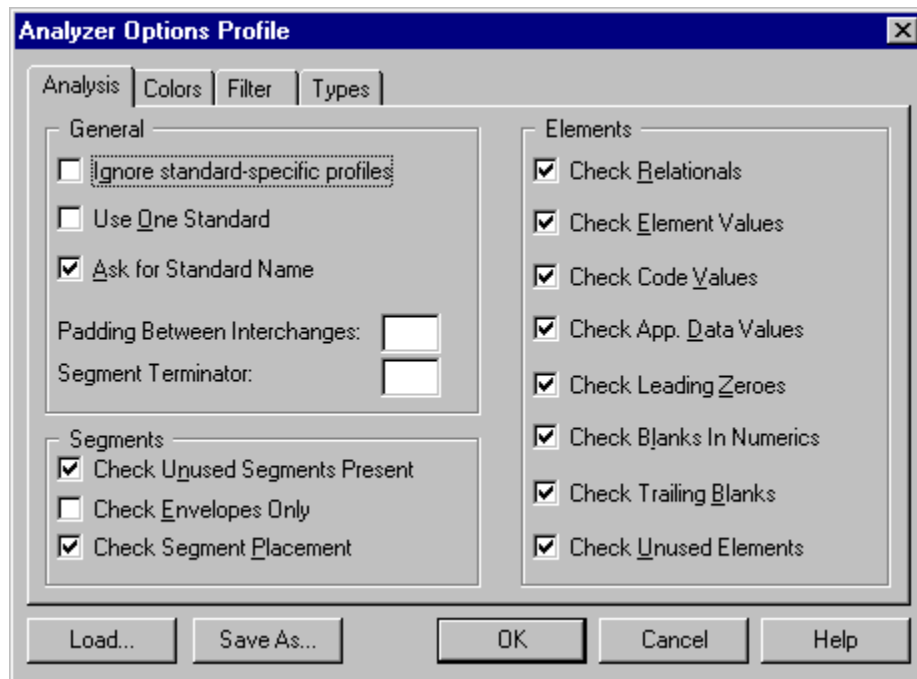 Analyzer Options Profile
Analysis Colors Filter Types
General
Ignore standard-specific profiles
Use One Standard
Ask for Standard Name
Padding Between Interchanges:
Segment Terminator:
Segments
Check Unused Segments Present
Check Envelopes Only
Check Segment Placement
Elements
Check Relationals
Check Element Values
Check Code Values
Check App. Data Values
Check Leading Zeroes
Check Blanks In Numerics
Check Trailing Blanks
Check Unused Elements
Load... Save As... OK Cancel Help